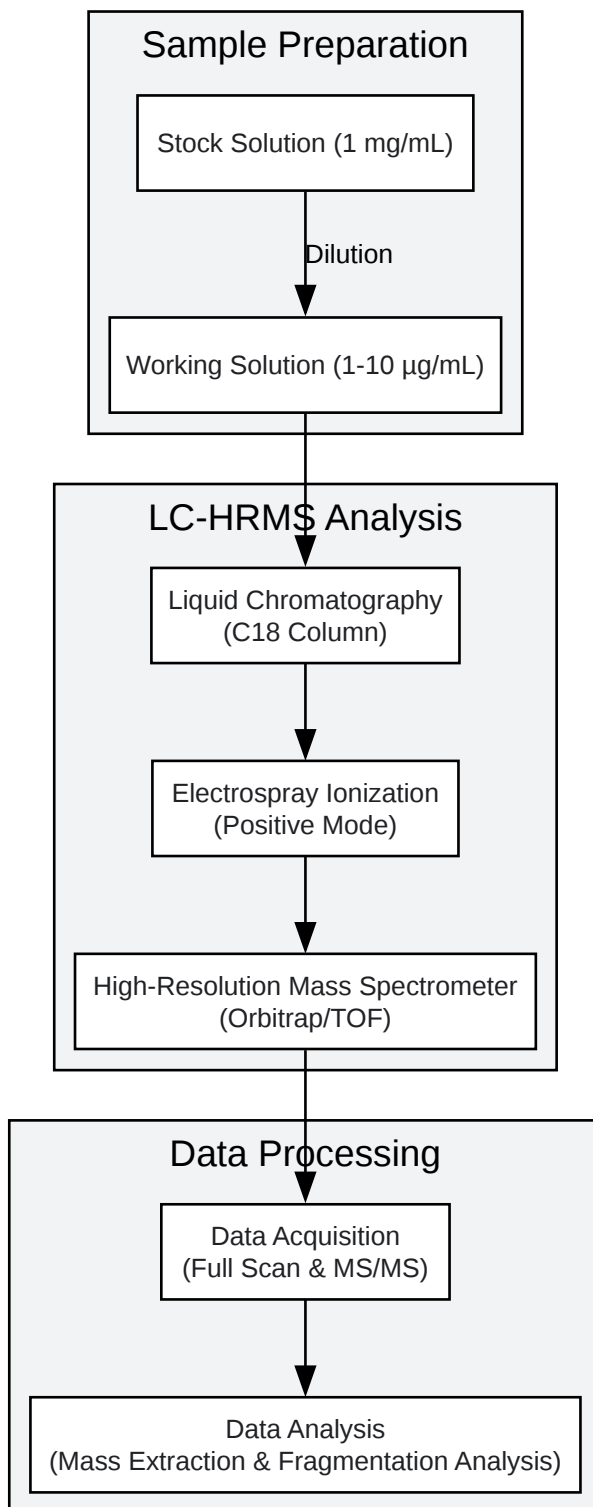 Sample Preparation
Stock Solution (1 mg/mL)
Dilution
Working Solution (1-10 µg/mL)
LC-HRMS Analysis
Liquid Chromatography
(C18 Column)
Electrospray Ionization
(Positive Mode)
High-Resolution Mass Spectrometer
(Orbitrap/TOF)
Data Processing
Data Acquisition
(Full Scan & MS/MS)
Data Analysis
(Mass Extraction & Fragmentation Analysis)